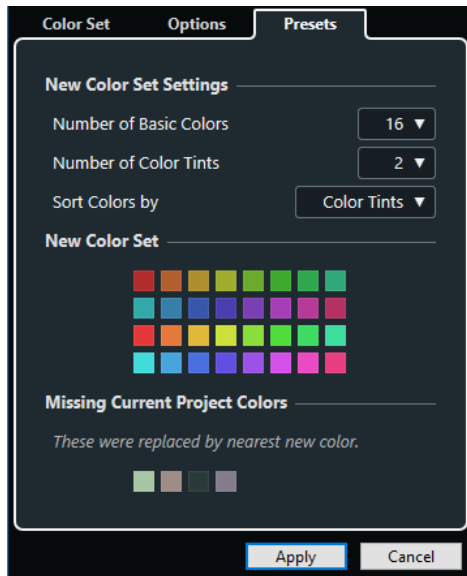 Color Set Options Presets
New Color Set Settings
Number of Basic Colors 16
Number of Color Tints 2
Sort Colors by Color Tints
New Color Set
Missing Current Project Colors
These were replaced by nearest new color.
Apply Cancel